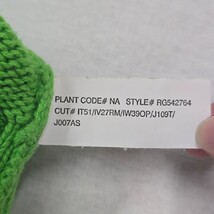 PLANT CODE# NA STYLE# RG542764
CUT# IT51/IV27RM/IW39OP/J109T/
J007AS